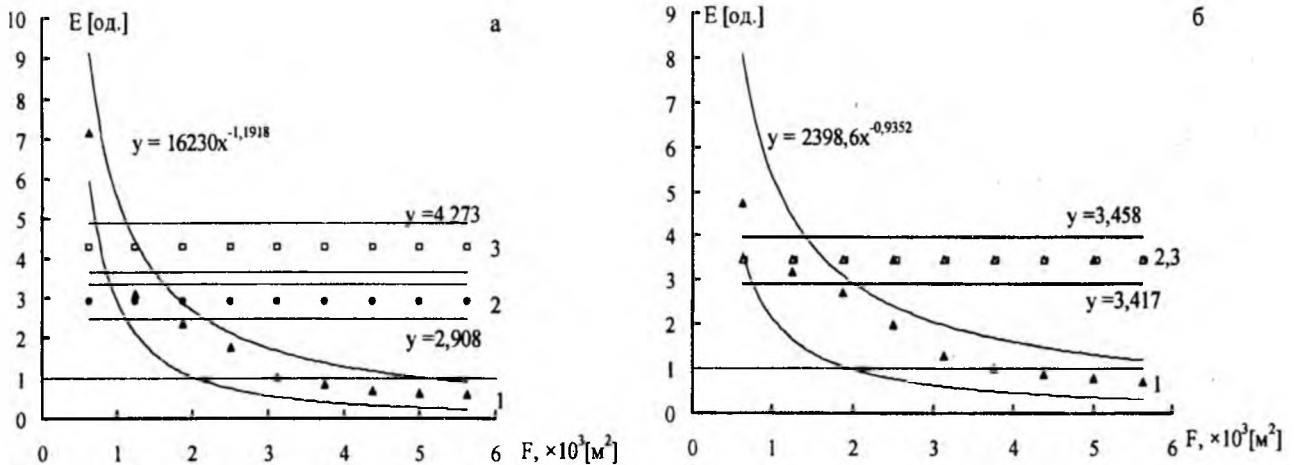 10 E [од.] а
9
8
7
y = 16230x^-1,1918
6
5
y =4.273
4
3
3
2
2
y =2,908
1
1
0
0 1 2 3 4 5 6 F, ×10³[м²]
9 E [од.] б
8
7
y = 2398,6x^-0,9352
6
5
y =3,458
4
2,3
3
y =3,417
2
1
1
0
0 1 2 3 4 5 6 F, ×10³[м²]